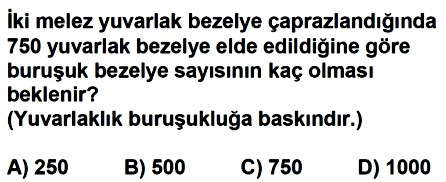 İki melez yuvarlak bezelye çaprazlandığında
750 yuvarlak bezelye elde edildiğine göre
buruşuk bezelye sayısının kaç olması
beklenir?
(Yuvarlaklık buruşukluğa baskındır.)
A) 250 B) 500 C) 750 D) 1000